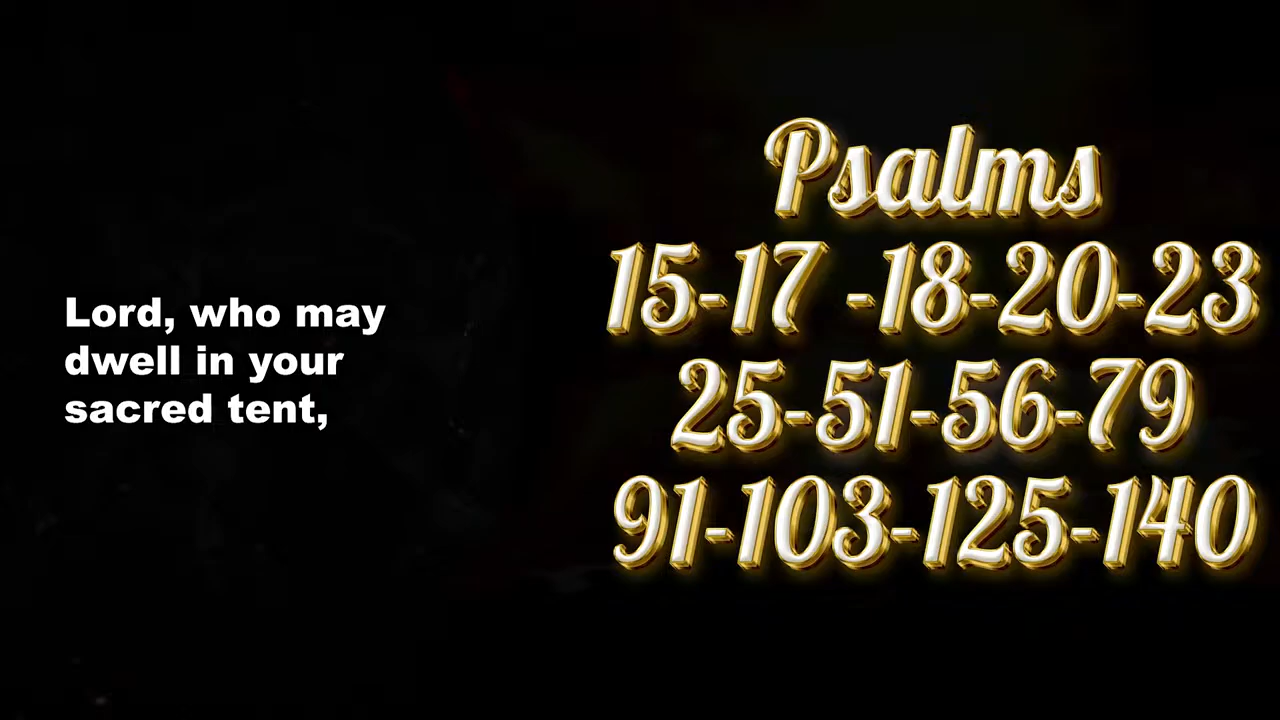 Lord, who may
dwell in your
sacred tent,
Psalms
15-17 -18-20-23
25-51-56-79
91-103-125-140